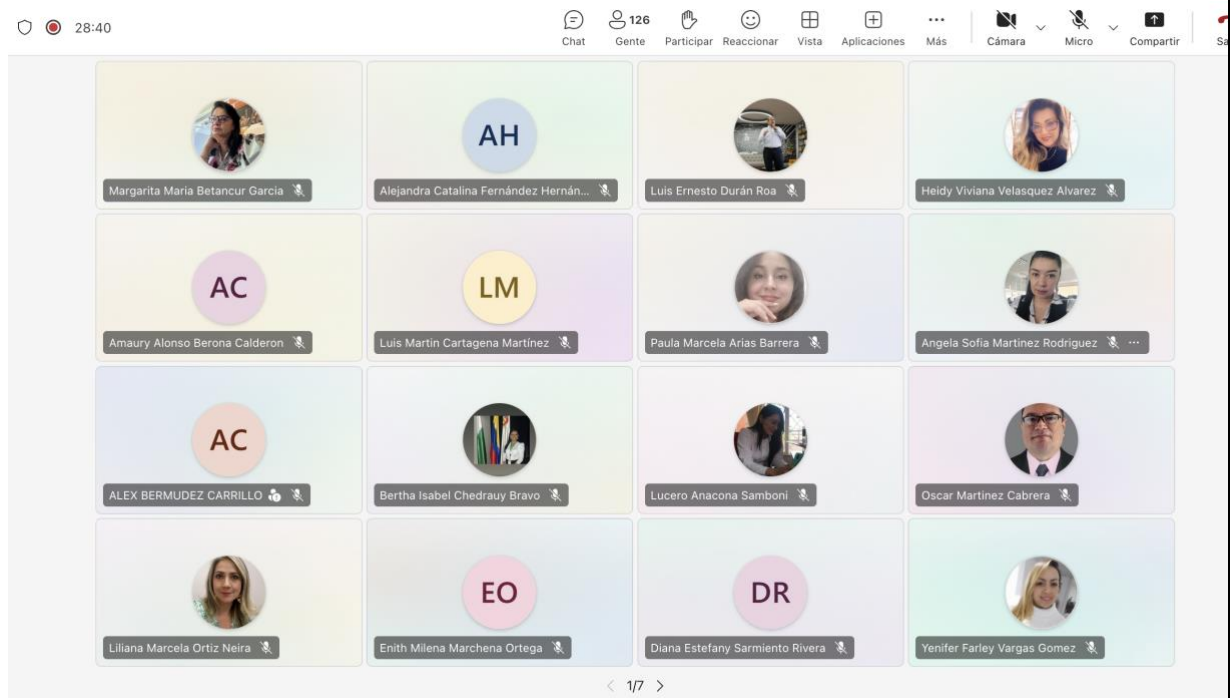 28:40
126
Chat Gente Participar Reaccionar Vista Aplicaciones Más Cámara Micro Compartir
Margarita Maria Betancur Garcia
AH
Alejandra Catalina Fernández Hernán...
Luis Ernesto Durán Roa
Heidy Viviana Velasquez Alvarez
AC
Amaury Alonso Berona Calderon
LM
Luis Martin Cartagena Martínez
Paula Marcela Arias Barrera
Angela Sofia Martinez Rodriguez
AC
ALEX BERMUDEZ CARRILLO
Bertha Isabel Chedrauy Bravo
Lucero Anacona Samboni
Oscar Martinez Cabrera
Liliana Marcela Ortiz Neira
EO
Enith Milena Marchena Ortega
DR
Diana Estefany Sarmiento Rivera
Yenifer Farley Vargas Gomez
1/7